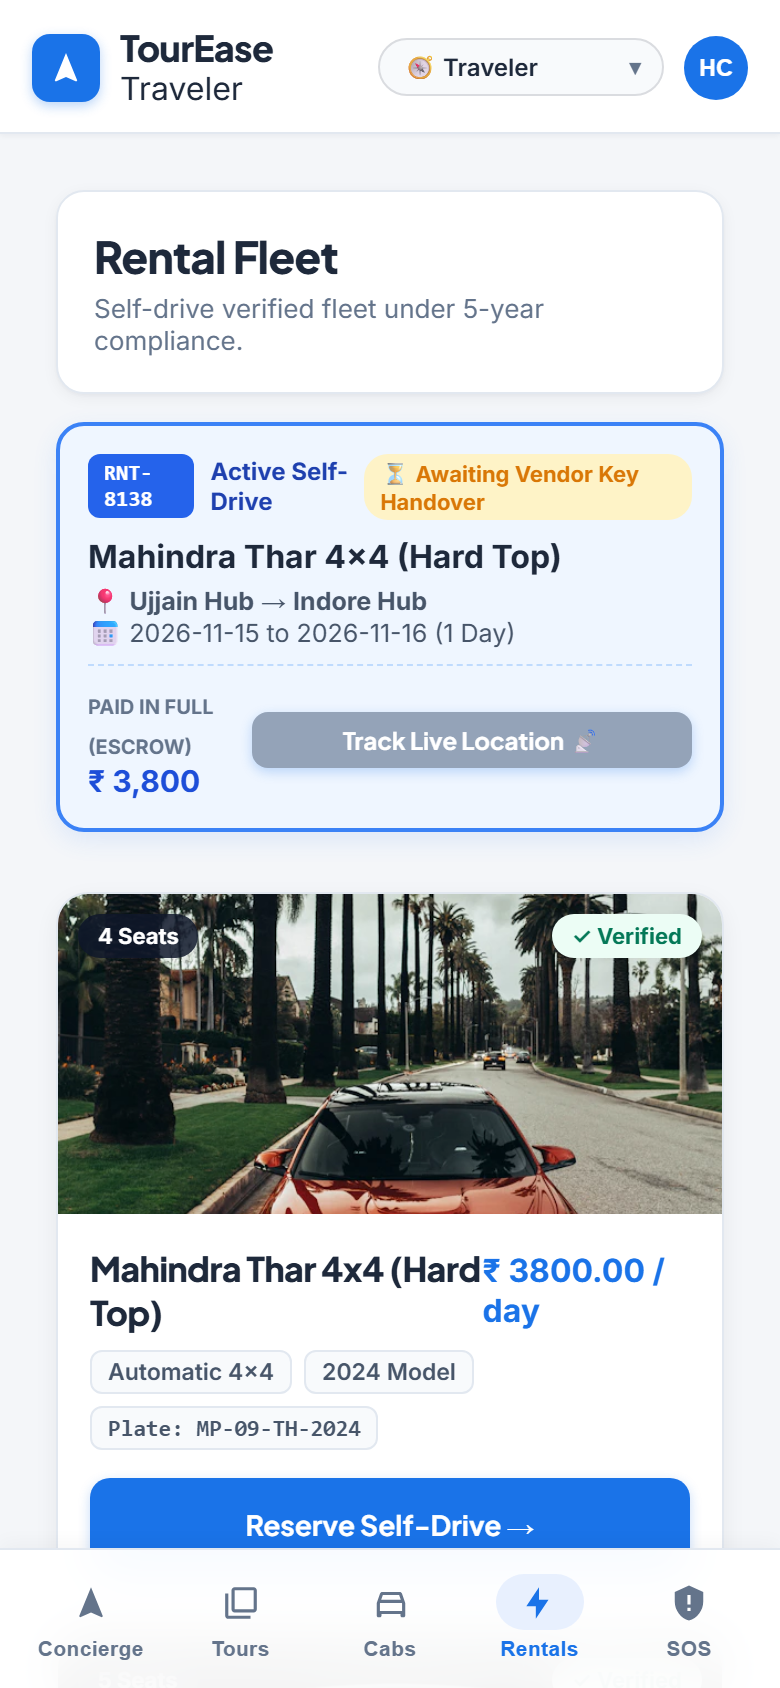 TourEase
Traveler
🧭 Traveler ▼
HC
Rental Fleet
Self-drive verified fleet under 5-year
compliance.
RNT-
8138
Active Self-
Drive
⏳ Awaiting Vendor Key
Handover
Mahindra Thar 4×4 (Hard Top)
📍 Ujjain Hub → Indore Hub
📅 2026-11-15 to 2026-11-16 (1 Day)
PAID IN FULL
(ESCROW)
₹ 3,800
Track Live Location 📡
4 Seats
✓ Verified
Mahindra Thar 4x4 (Hard
Top)
₹ 3800.00 /
day
Automatic 4×4
2024 Model
Plate: MP-09-TH-2024
Reserve Self-Drive →
Concierge
Tours
Cabs
Rentals
SOS
5 Seats
✓ Verified